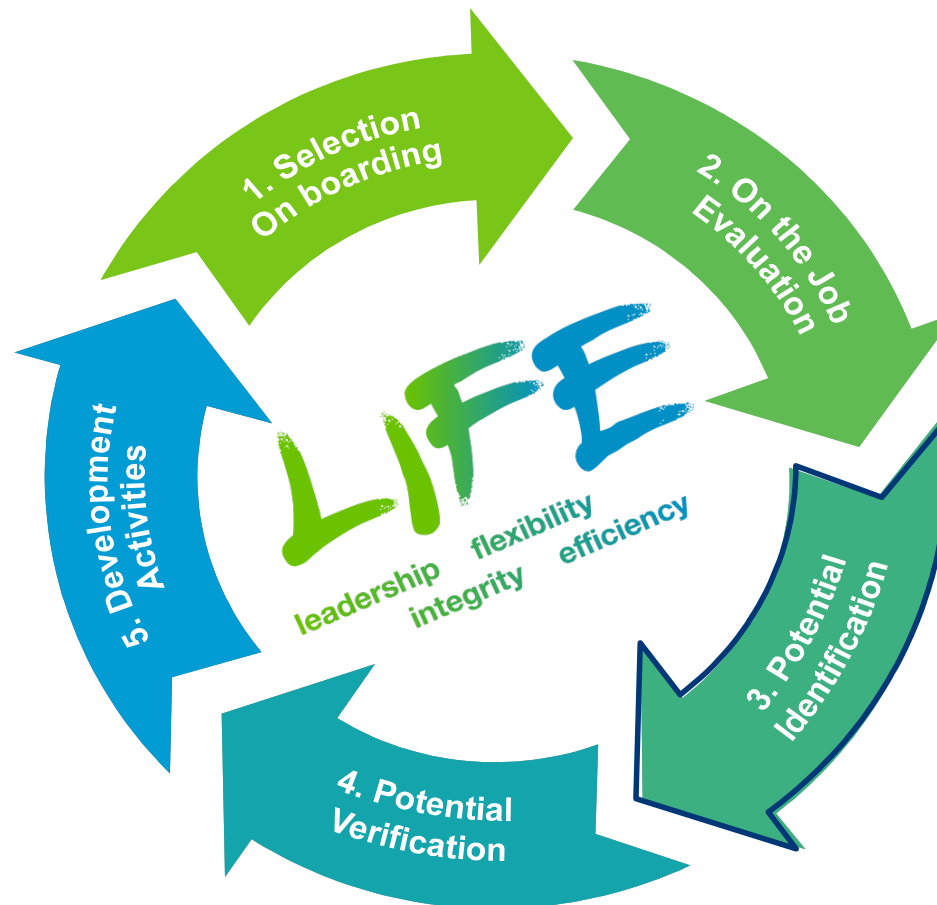 1. Selection
On boarding
2. On the Job
Evaluation
3. Potential
Identification
4. Potential
Verification
5. Development
Activities
LIFE
leadership flexibility
integrity efficiency